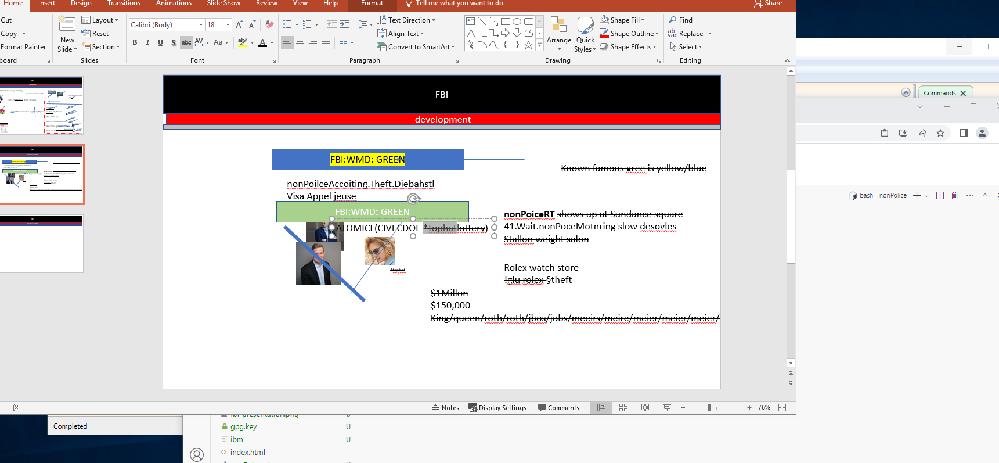 Home Insert Design Transitions Animations Slide Show Review View Help Format Tell me what you want to do Share
Cut
Copy
Format Painter
board
New
Slide
Layout
Reset
Section
Slides
Calibri (Body) 18
B I U S abc AV Aa A
Font
Text Direction
Align Text
Convert to SmartArt
Paragraph
Arrange
Quick
Styles
Shape Fill
Shape Outline
Shape Effects
Drawing
Find
Replace
Select
Editing
Commands
FBI
development
FBI:WMD: GREEN
Known famous gree is yellow/blue
nonPoilceAccoiting.Theft.Diebahstl
Visa Appel jeuse
FBI:WMD: GREEN
ATOMICL(CIVI CDOE *tophatlottery)
*tophat
nonPoiceRT shows up at Sundance square
41.Wait.nonPoceMotnring slow desovles
Stallon weight salon
Rolex watch store
!glu rolex §theft
$1Millon
$150,000
King/queen/roth/roth/jbos/jobs/meeirs/meire/meier/meier/meier/
bash - nonPolice
Notes Display Settings Comments 76%
Completed
fbi-presentation.png U
gpg.key U
ibm U
index.html